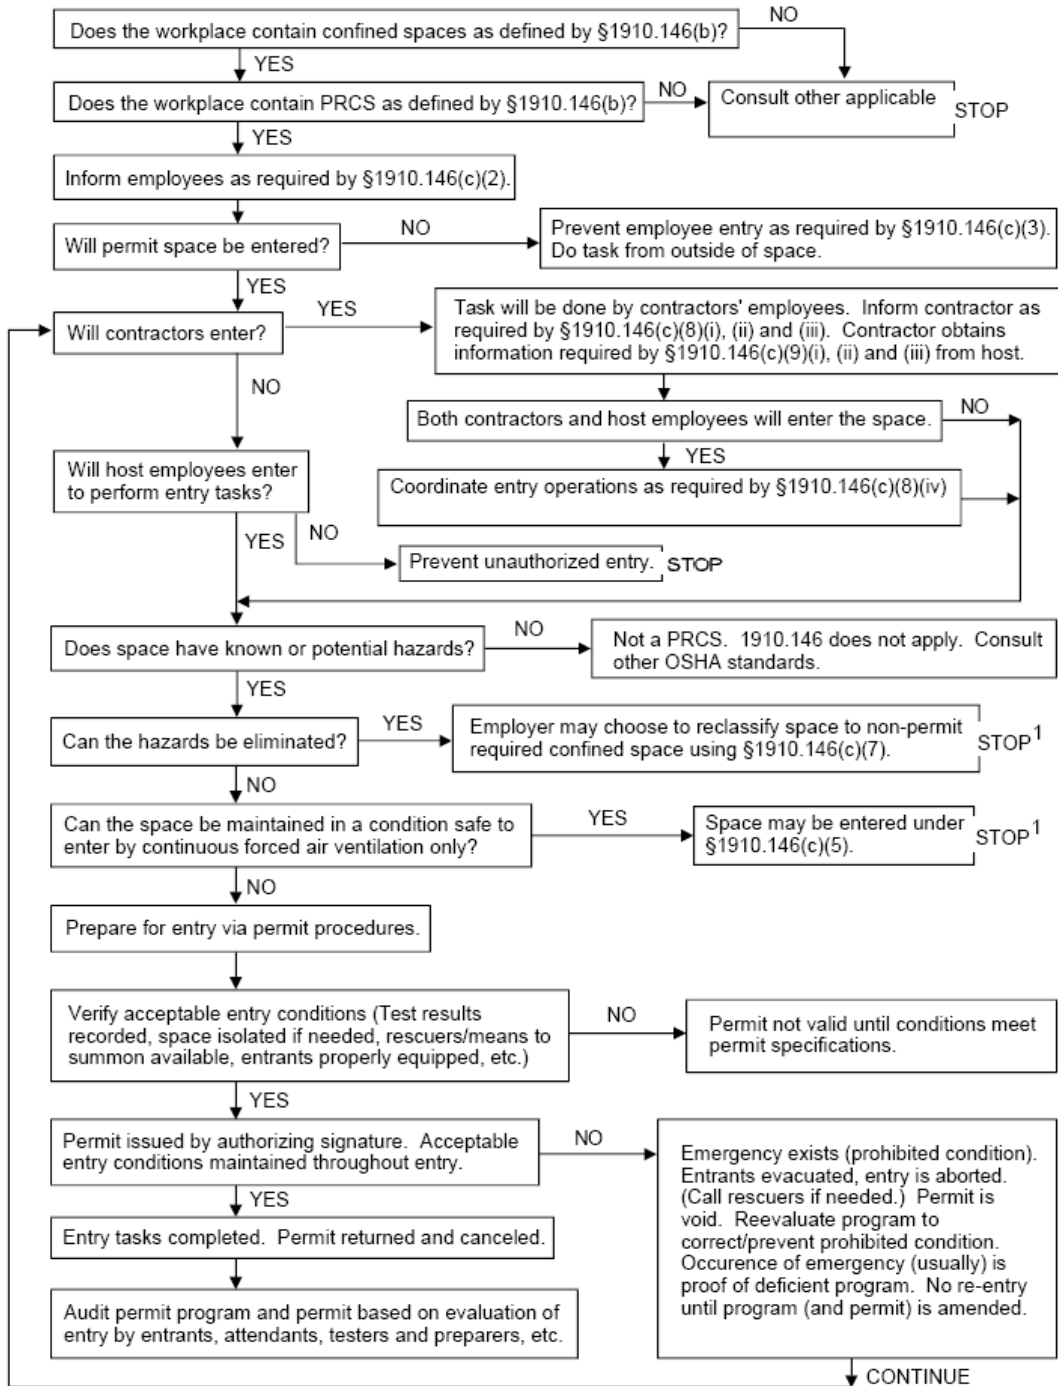 Does the workplace contain confined spaces as defined by §1910.146(b)?
NO
YES
Does the workplace contain PRCS as defined by §1910.146(b)?
NO
Consult other applicable
STOP
YES
Inform employees as required by §1910.146(c)(2).
Will permit space be entered?
NO
Prevent employee entry as required by §1910.146(c)(3).
Do task from outside of space.
YES
Will contractors enter?
YES
Task will be done by contractors' employees. Inform contractor as
required by §1910.146(c)(8)(i), (ii) and (iii). Contractor obtains
information required by §1910.146(c)(9)(i), (ii) and (iii) from host.
NO
Both contractors and host employees will enter the space.
NO
YES
Will host employees enter
to perform entry tasks?
Coordinate entry operations as required by §1910.146(c)(8)(iv)
YES
NO
Prevent unauthorized entry.
STOP
Does space have known or potential hazards?
NO
Not a PRCS. 1910.146 does not apply. Consult
other OSHA standards.
YES
Can the hazards be eliminated?
YES
Employer may choose to reclassify space to non-permit
required confined space using §1910.146(c)(7).
STOP1
NO
Can the space be maintained in a condition safe to
enter by continuous forced air ventilation only?
YES
Space may be entered under
§1910.146(c)(5).
STOP1
NO
Prepare for entry via permit procedures.
Verify acceptable entry conditions (Test results
recorded, space isolated if needed, rescuers/means to
summon available, entrants properly equipped, etc.)
NO
Permit not valid until conditions meet
permit specifications.
YES
Permit issued by authorizing signature. Acceptable
entry conditions maintained throughout entry.
NO
Emergency exists (prohibited condition).
Entrants evacuated, entry is aborted.
(Call rescuers if needed.) Permit is
void. Reevaluate program to
correct/prevent prohibited condition.
Occurence of emergency (usually) is
proof of deficient program. No re-entry
until program (and permit) is amended.
YES
Entry tasks completed. Permit returned and canceled.
Audit permit program and permit based on evaluation of
entry by entrants, attendants, testers and preparers, etc.
CONTINUE